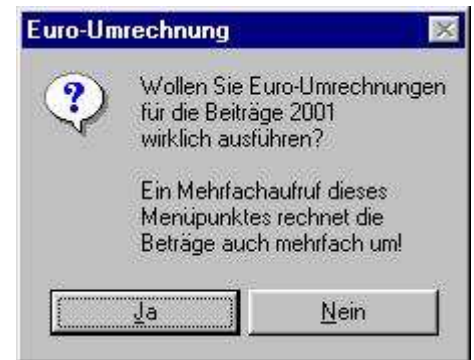 Euro-Umrechnung
Wollen Sie Euro-Umrechnungen
für die Beiträge 2001
wirklich ausführen?
Ein Mehrfachaufruf dieses
Menüpunktes rechnet die
Beträge auch mehrfach um!
Ja
Nein